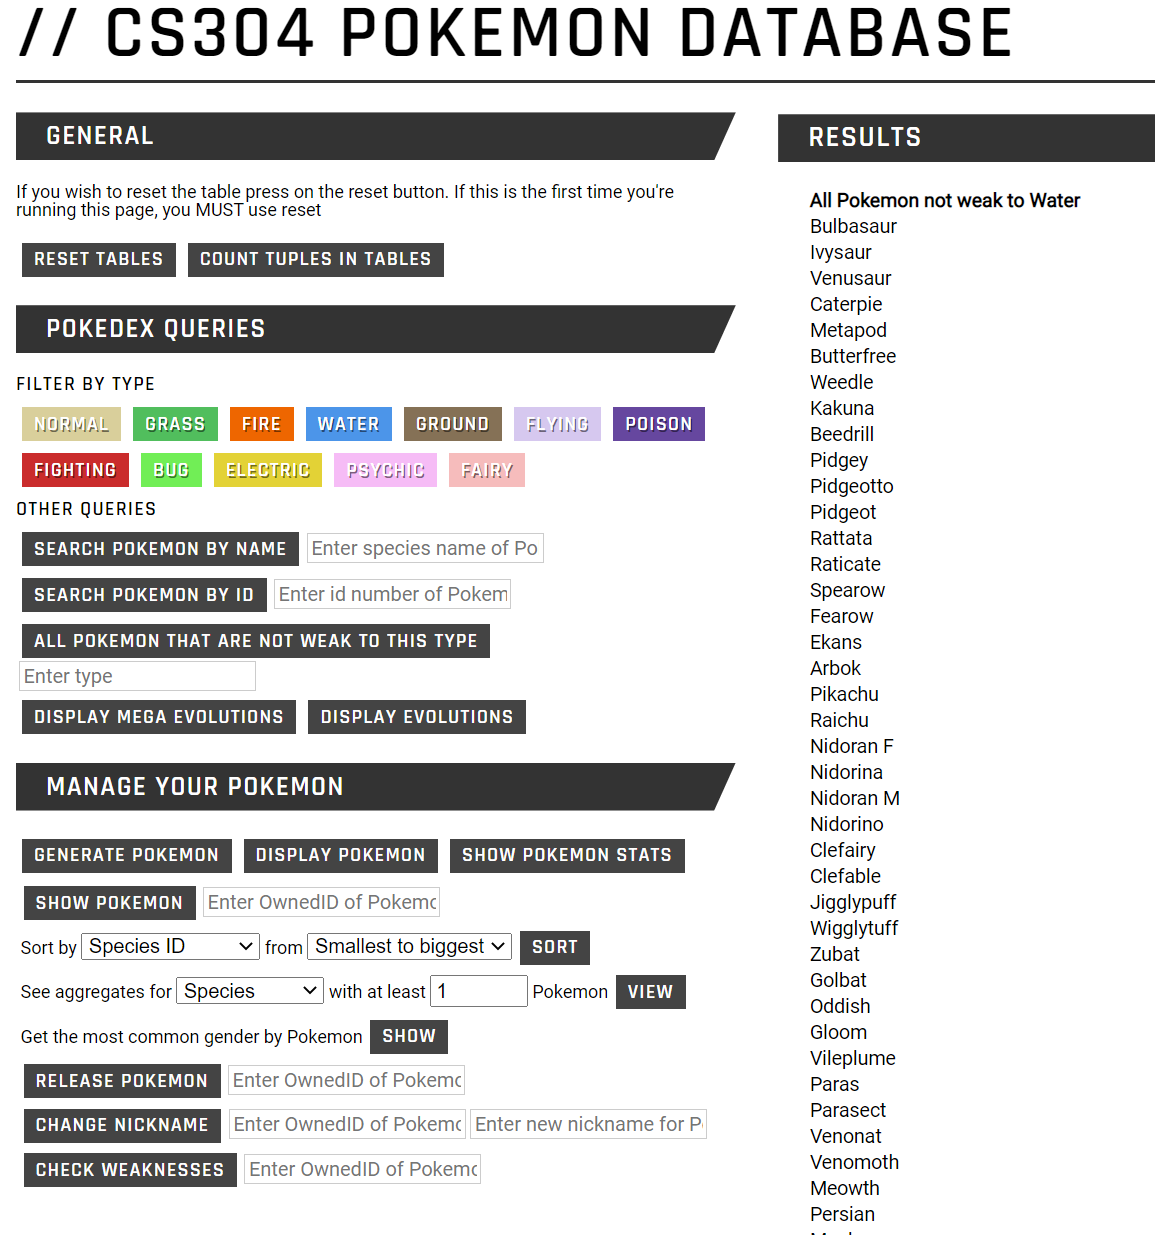 // CS304 POKEMON DATABASE
GENERAL
If you wish to reset the table press on the reset button. If this is the first time you're
running this page, you MUST use reset
RESET TABLES COUNT TUPLES IN TABLES
POKEDEX QUERIES
FILTER BY TYPE
NORMAL GRASS FIRE WATER GROUND FLYING POISON
FIGHTING BUG ELECTRIC PSYCHIC FAIRY
OTHER QUERIES
SEARCH POKEMON BY NAME Enter species name of Po
SEARCH POKEMON BY ID Enter id number of Pokem
ALL POKEMON THAT ARE NOT WEAK TO THIS TYPE
Enter type
DISPLAY MEGA EVOLUTIONS DISPLAY EVOLUTIONS
MANAGE YOUR POKEMON
GENERATE POKEMON DISPLAY POKEMON SHOW POKEMON STATS
SHOW POKEMON Enter OwnedID of Pokemo
Sort by Species ID from Smallest to biggest SORT
See aggregates for Species with at least 1 Pokemon VIEW
Get the most common gender by Pokemon SHOW
RELEASE POKEMON Enter OwnedID of Pokemo
CHANGE NICKNAME Enter OwnedID of Pokemo Enter new nickname for P
CHECK WEAKNESSES Enter OwnedID of Pokemo
RESULTS
All Pokemon not weak to Water
Bulbasaur
Ivysaur
Venusaur
Caterpie
Metapod
Butterfree
Weedle
Kakuna
Beedrill
Pidgey
Pidgeotto
Pidgeot
Rattata
Raticate
Spearow
Fearow
Ekans
Arbok
Pikachu
Raichu
Nidoran F
Nidorina
Nidoran M
Nidorino
Clefairy
Clefable
Jigglypuff
Wigglytuff
Zubat
Golbat
Oddish
Gloom
Vileplume
Paras
Parasect
Venonat
Venomoth
Meowth
Persian